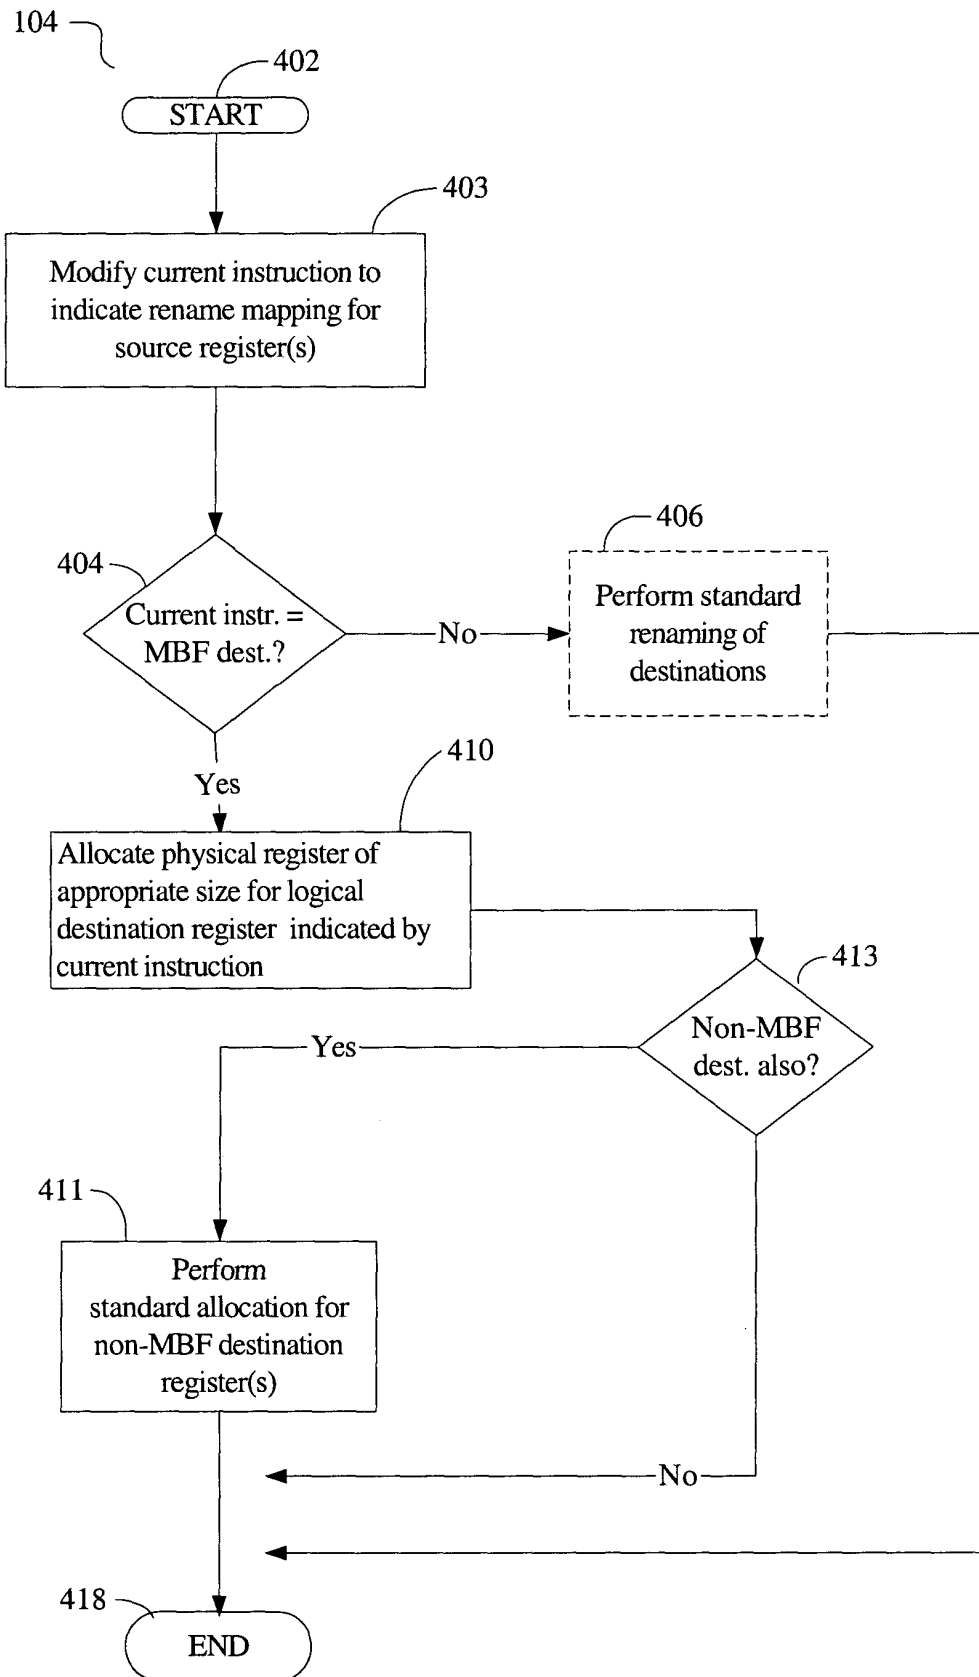 104
402
START
403
Modify current instruction to
indicate rename mapping for
source register(s)
404
Current instr. =
MBF dest.?
No
406
Perform standard
renaming of
destinations
Yes
410
Allocate physical register of
appropriate size for logical
destination register indicated by
current instruction
413
Non-MBF
dest. also?
Yes
411
Perform
standard allocation for
non-MBF destination
register(s)
No
418
END